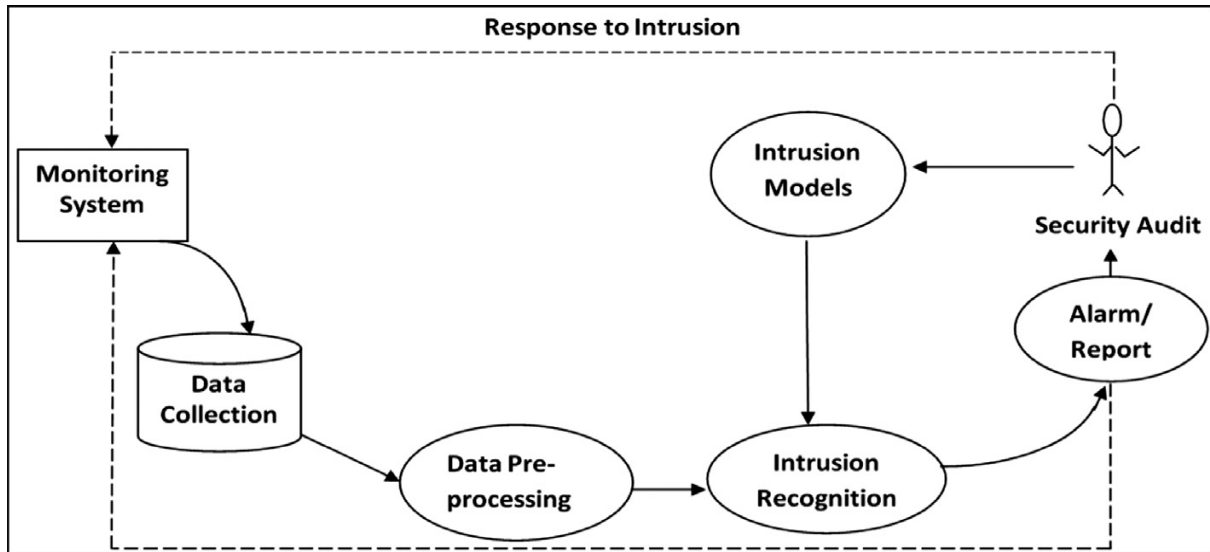 Response to Intrusion
Monitoring
System
Intrusion
Models
Security Audit
Alarm/
Report
Data
Collection
Data Pre-
processing
Intrusion
Recognition